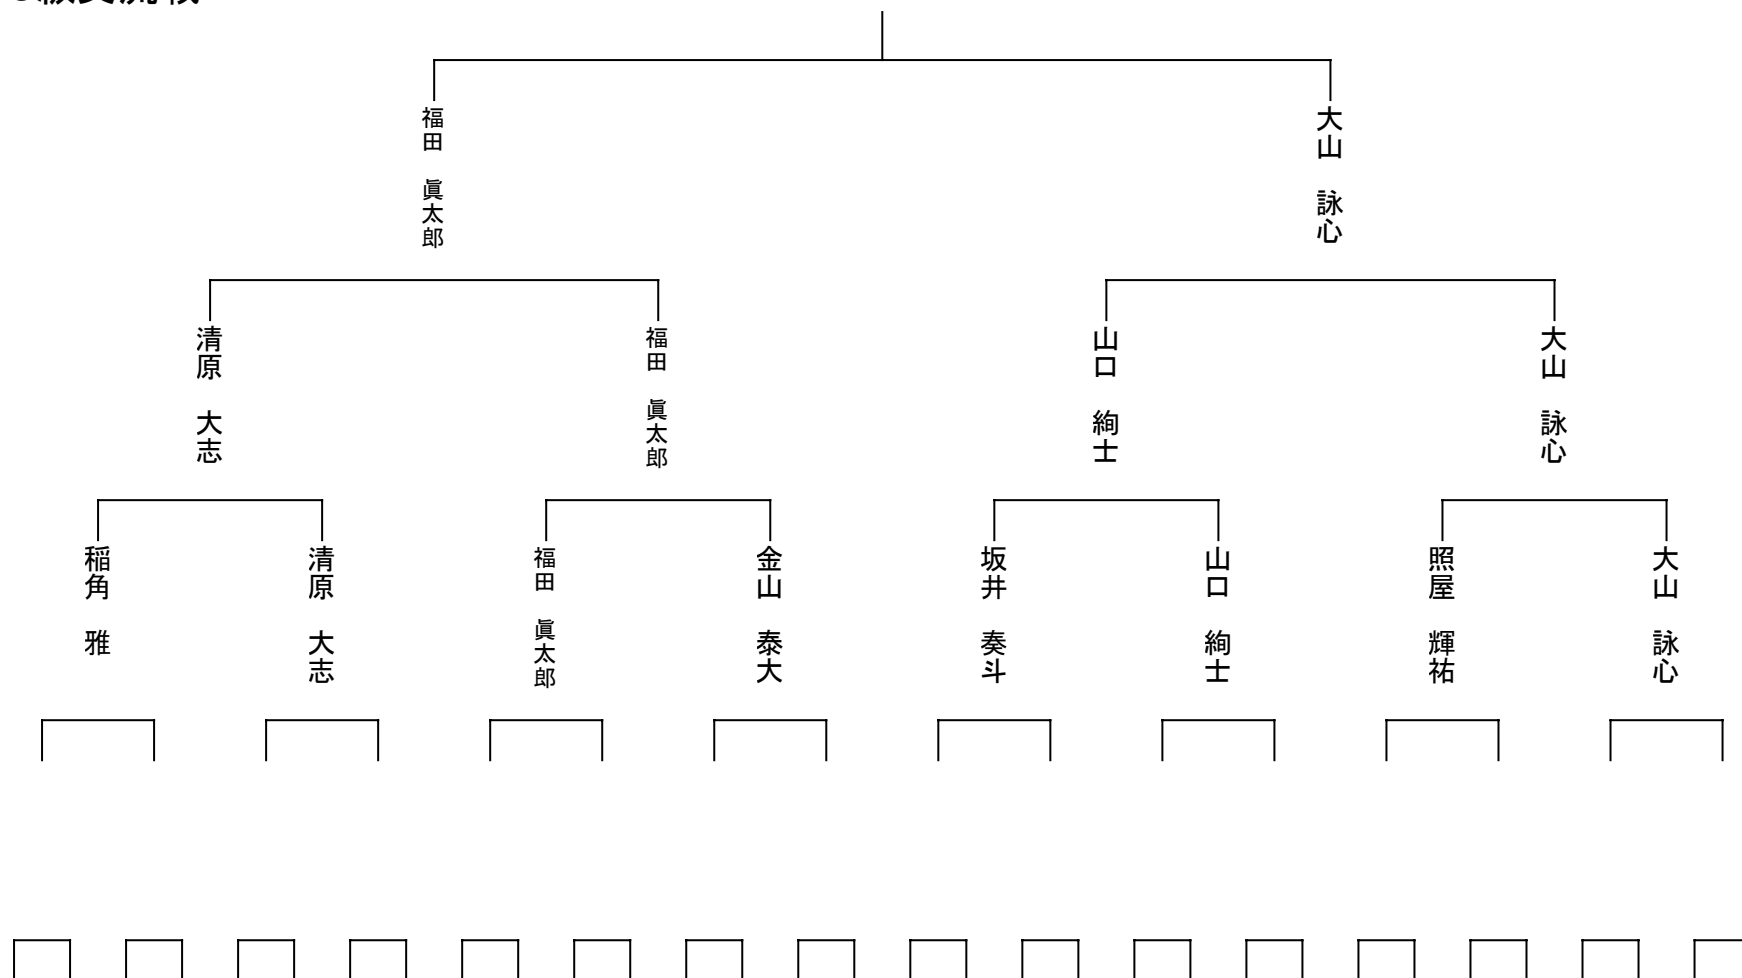 福田 眞太郎
大山 詠心
清原 大志
福田 眞太郎
山口 絢士
大山 詠心
稲角 雅
清原 大志
福田 眞太郎
金山 泰大
坂井 奏斗
山口 絢士
照屋 輝祐
大山 詠心